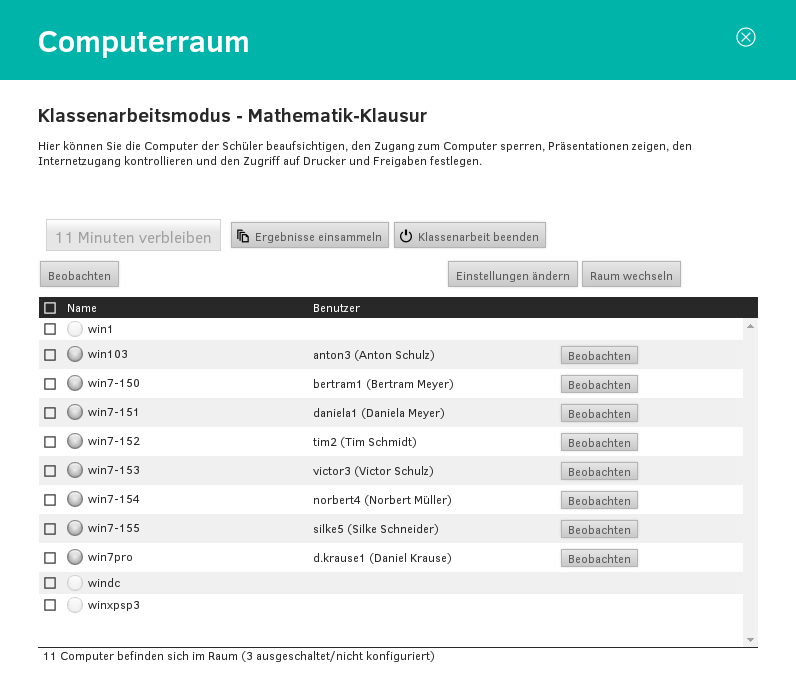 Computerraum
Klassenarbeitsmodus - Mathematik-Klausur
Hier können Sie die Computer der Schüler beaufsichtigen, den Zugang zum Computer sperren, Präsentationen zeigen, den
Internetzugang kontrollieren und den Zugriff auf Drucker und Freigaben festlegen.
11 Minuten verbleiben Ergebnisse einsammeln Klassenarbeit beenden
Beobachten Einstellungen ändern Raum wechseln
Name Benutzer
win1
win103 anton3 (Anton Schulz) Beobachten
win7-150 bertram1 (Bertram Meyer) Beobachten
win7-151 daniela1 (Daniela Meyer) Beobachten
win7-152 tim2 (Tim Schmidt) Beobachten
win7-153 victor3 (Victor Schulz) Beobachten
win7-154 norbert4 (Norbert Müller) Beobachten
win7-155 silke5 (Silke Schneider) Beobachten
win7pro d.krause1 (Daniel Krause) Beobachten
windc
winxpsp3
11 Computer befinden sich im Raum (3 ausgeschaltet/nicht konfiguriert)